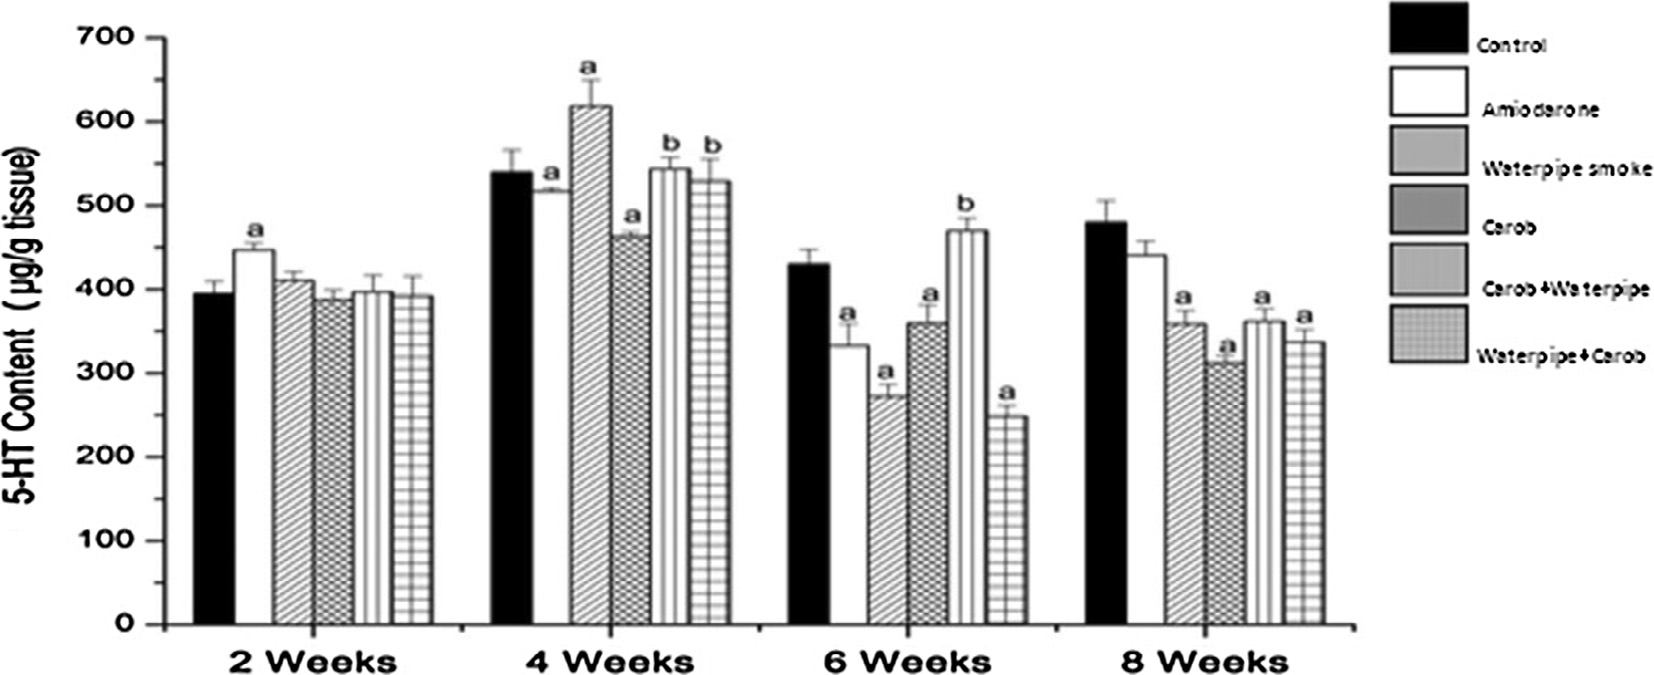 700
600
500
400
300
200
100
0
5-HT Content (µg/g tissue)
a
a
a
a
b
b
a
a
a
b
a
a
a
a
a
2 Weeks
4 Weeks
6 Weeks
8 Weeks
Control
Amiodarone
Waterpipe smoke
Carob
Carob+Waterpipe
Waterpipe+Carob